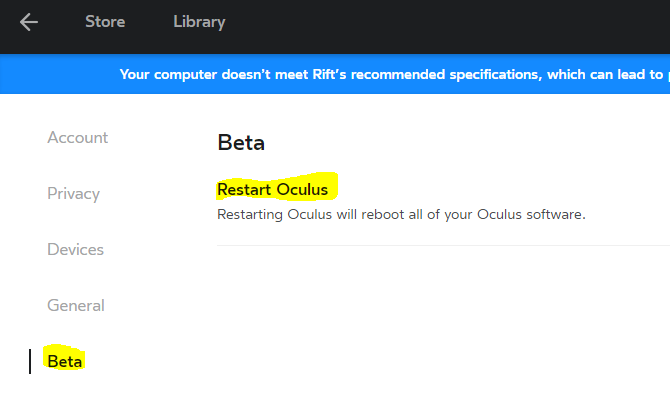 Store Library
Your computer doesn't meet Rift's recommended specifications, which can lead to
Account
Privacy
Devices
General
Beta
Beta
Restart Oculus
Restarting Oculus will reboot all of your Oculus software.